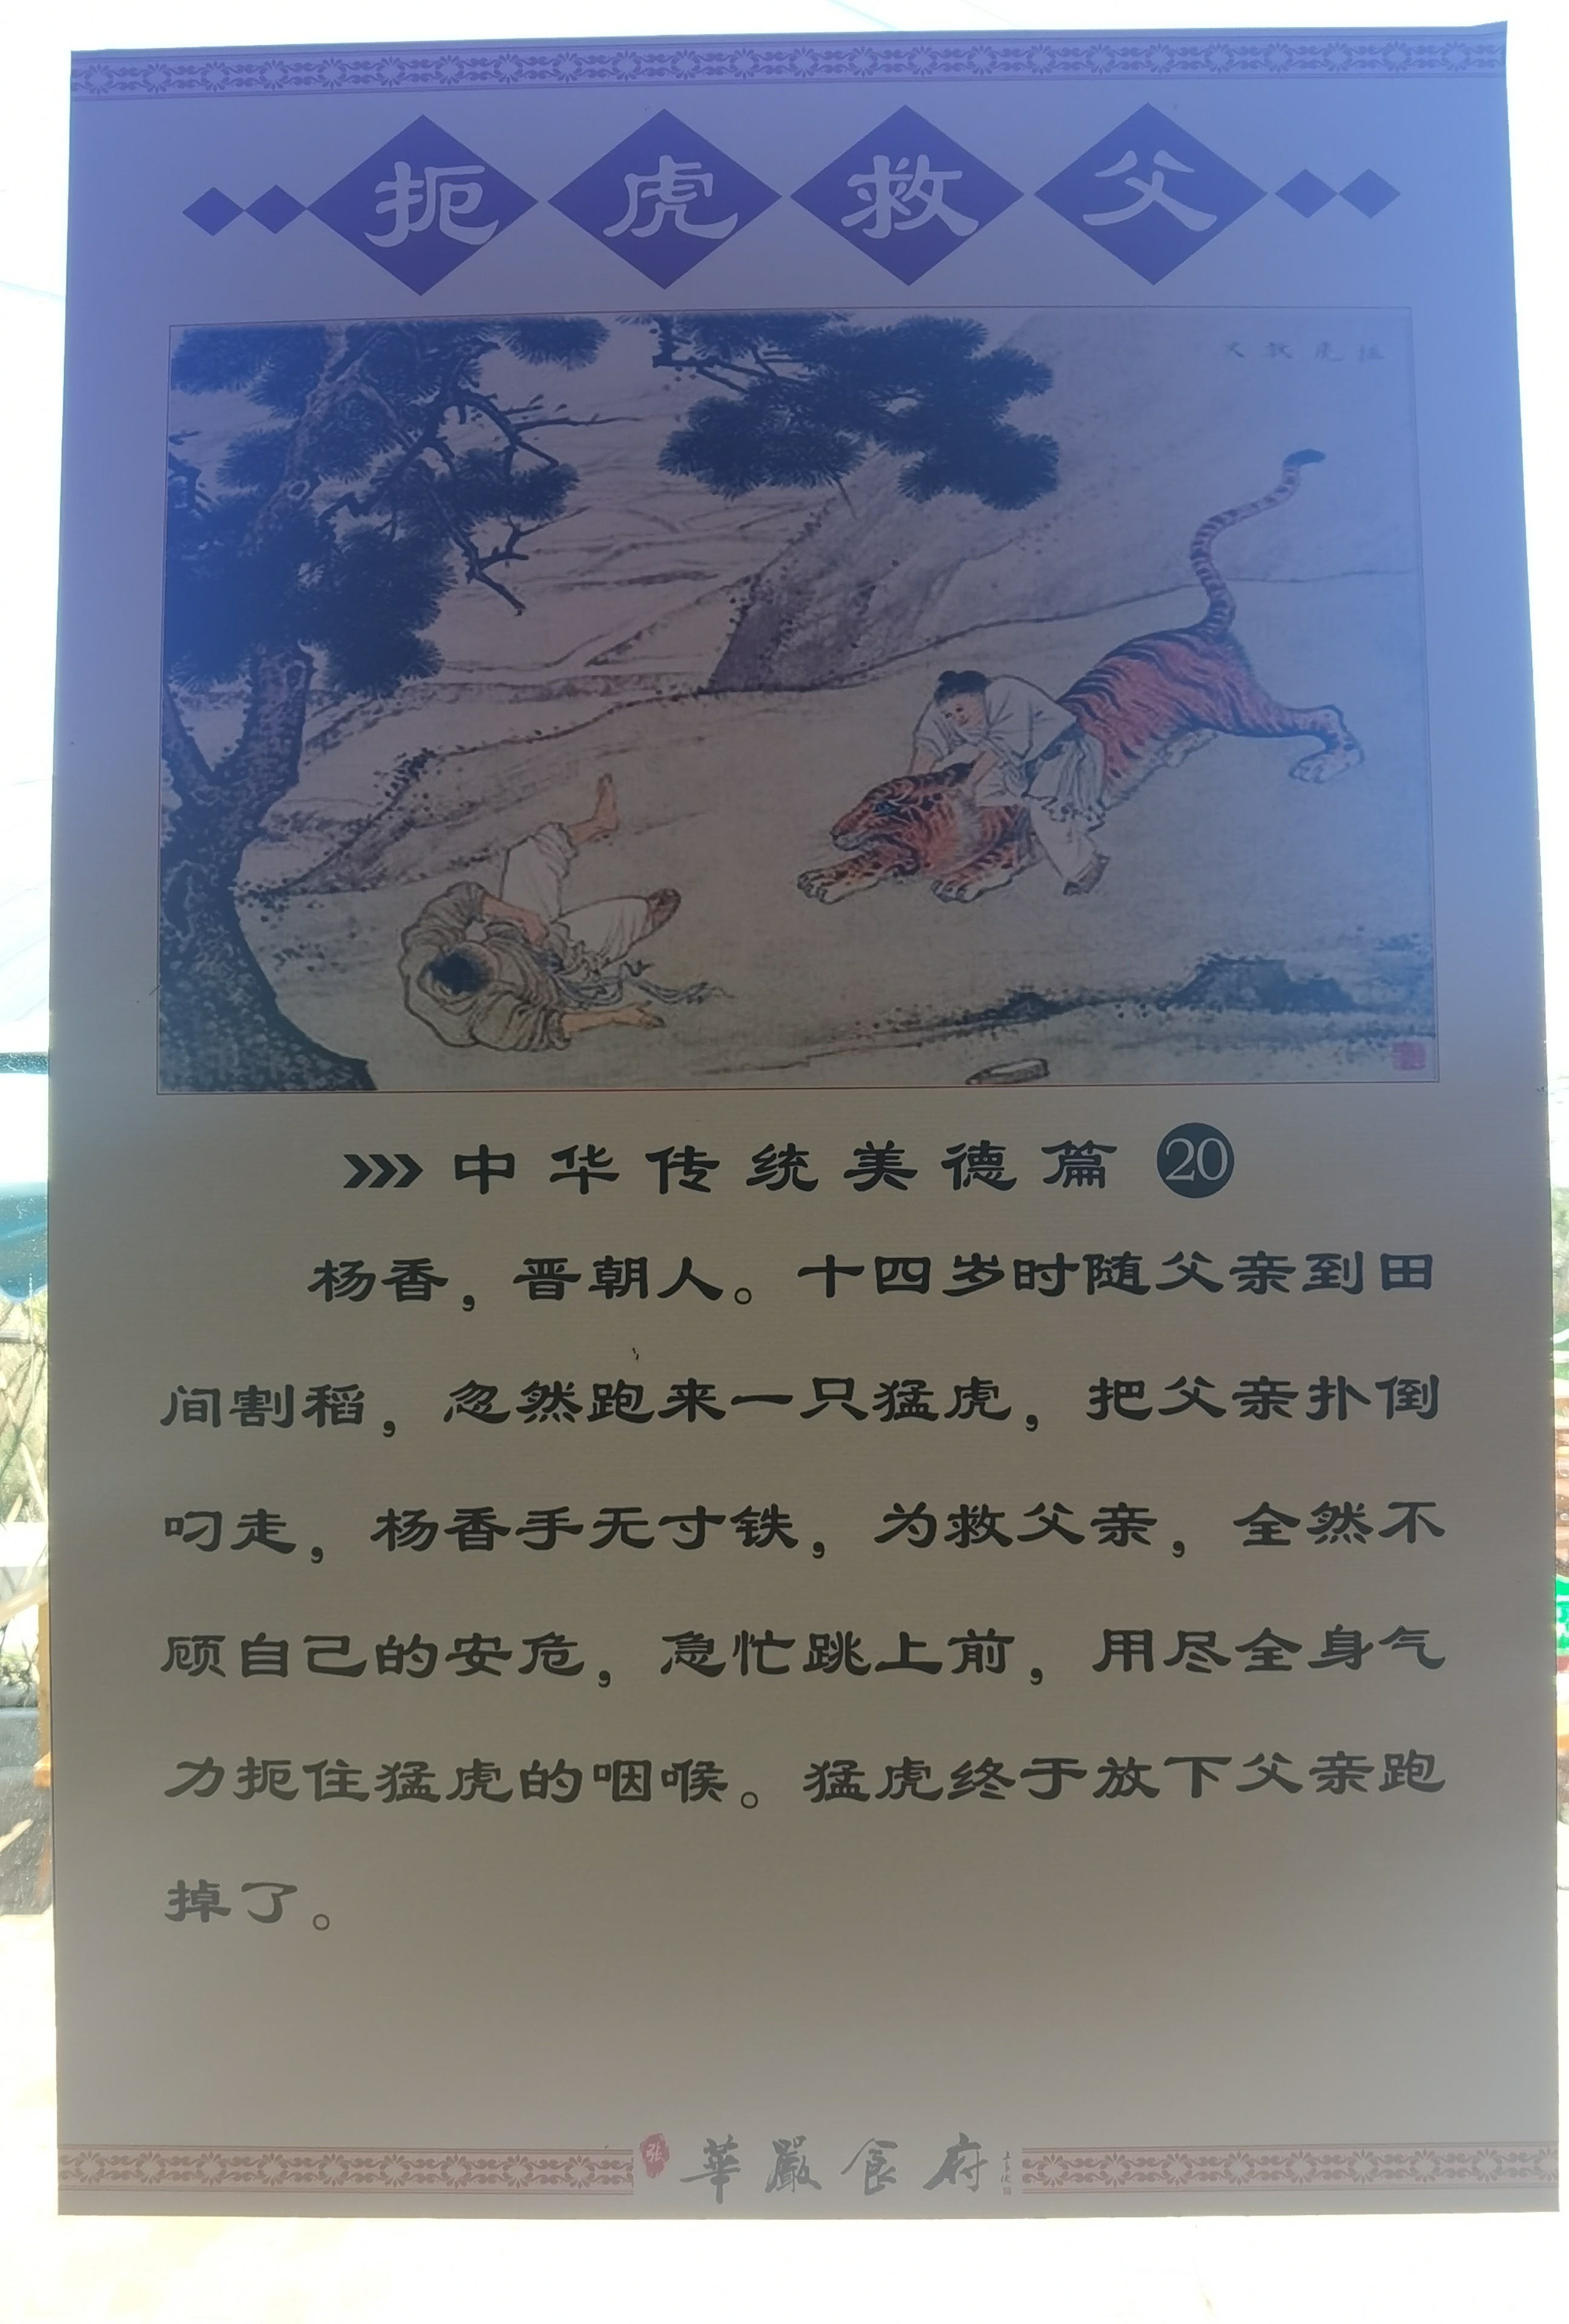 扼虎救父
扼虎救父
中华传统美德篇 20
杨香，晋朝人。十四岁时随父亲到田
间割稻，忽然跑来一只猛虎，把父亲扑倒
叼走，杨香手无寸铁，为救父亲，全然不
顾自己的安危，急忙跳上前，用尽全身气
力扼住猛虎的咽喉。猛虎终于放下父亲跑
掉了。
華嚴食府